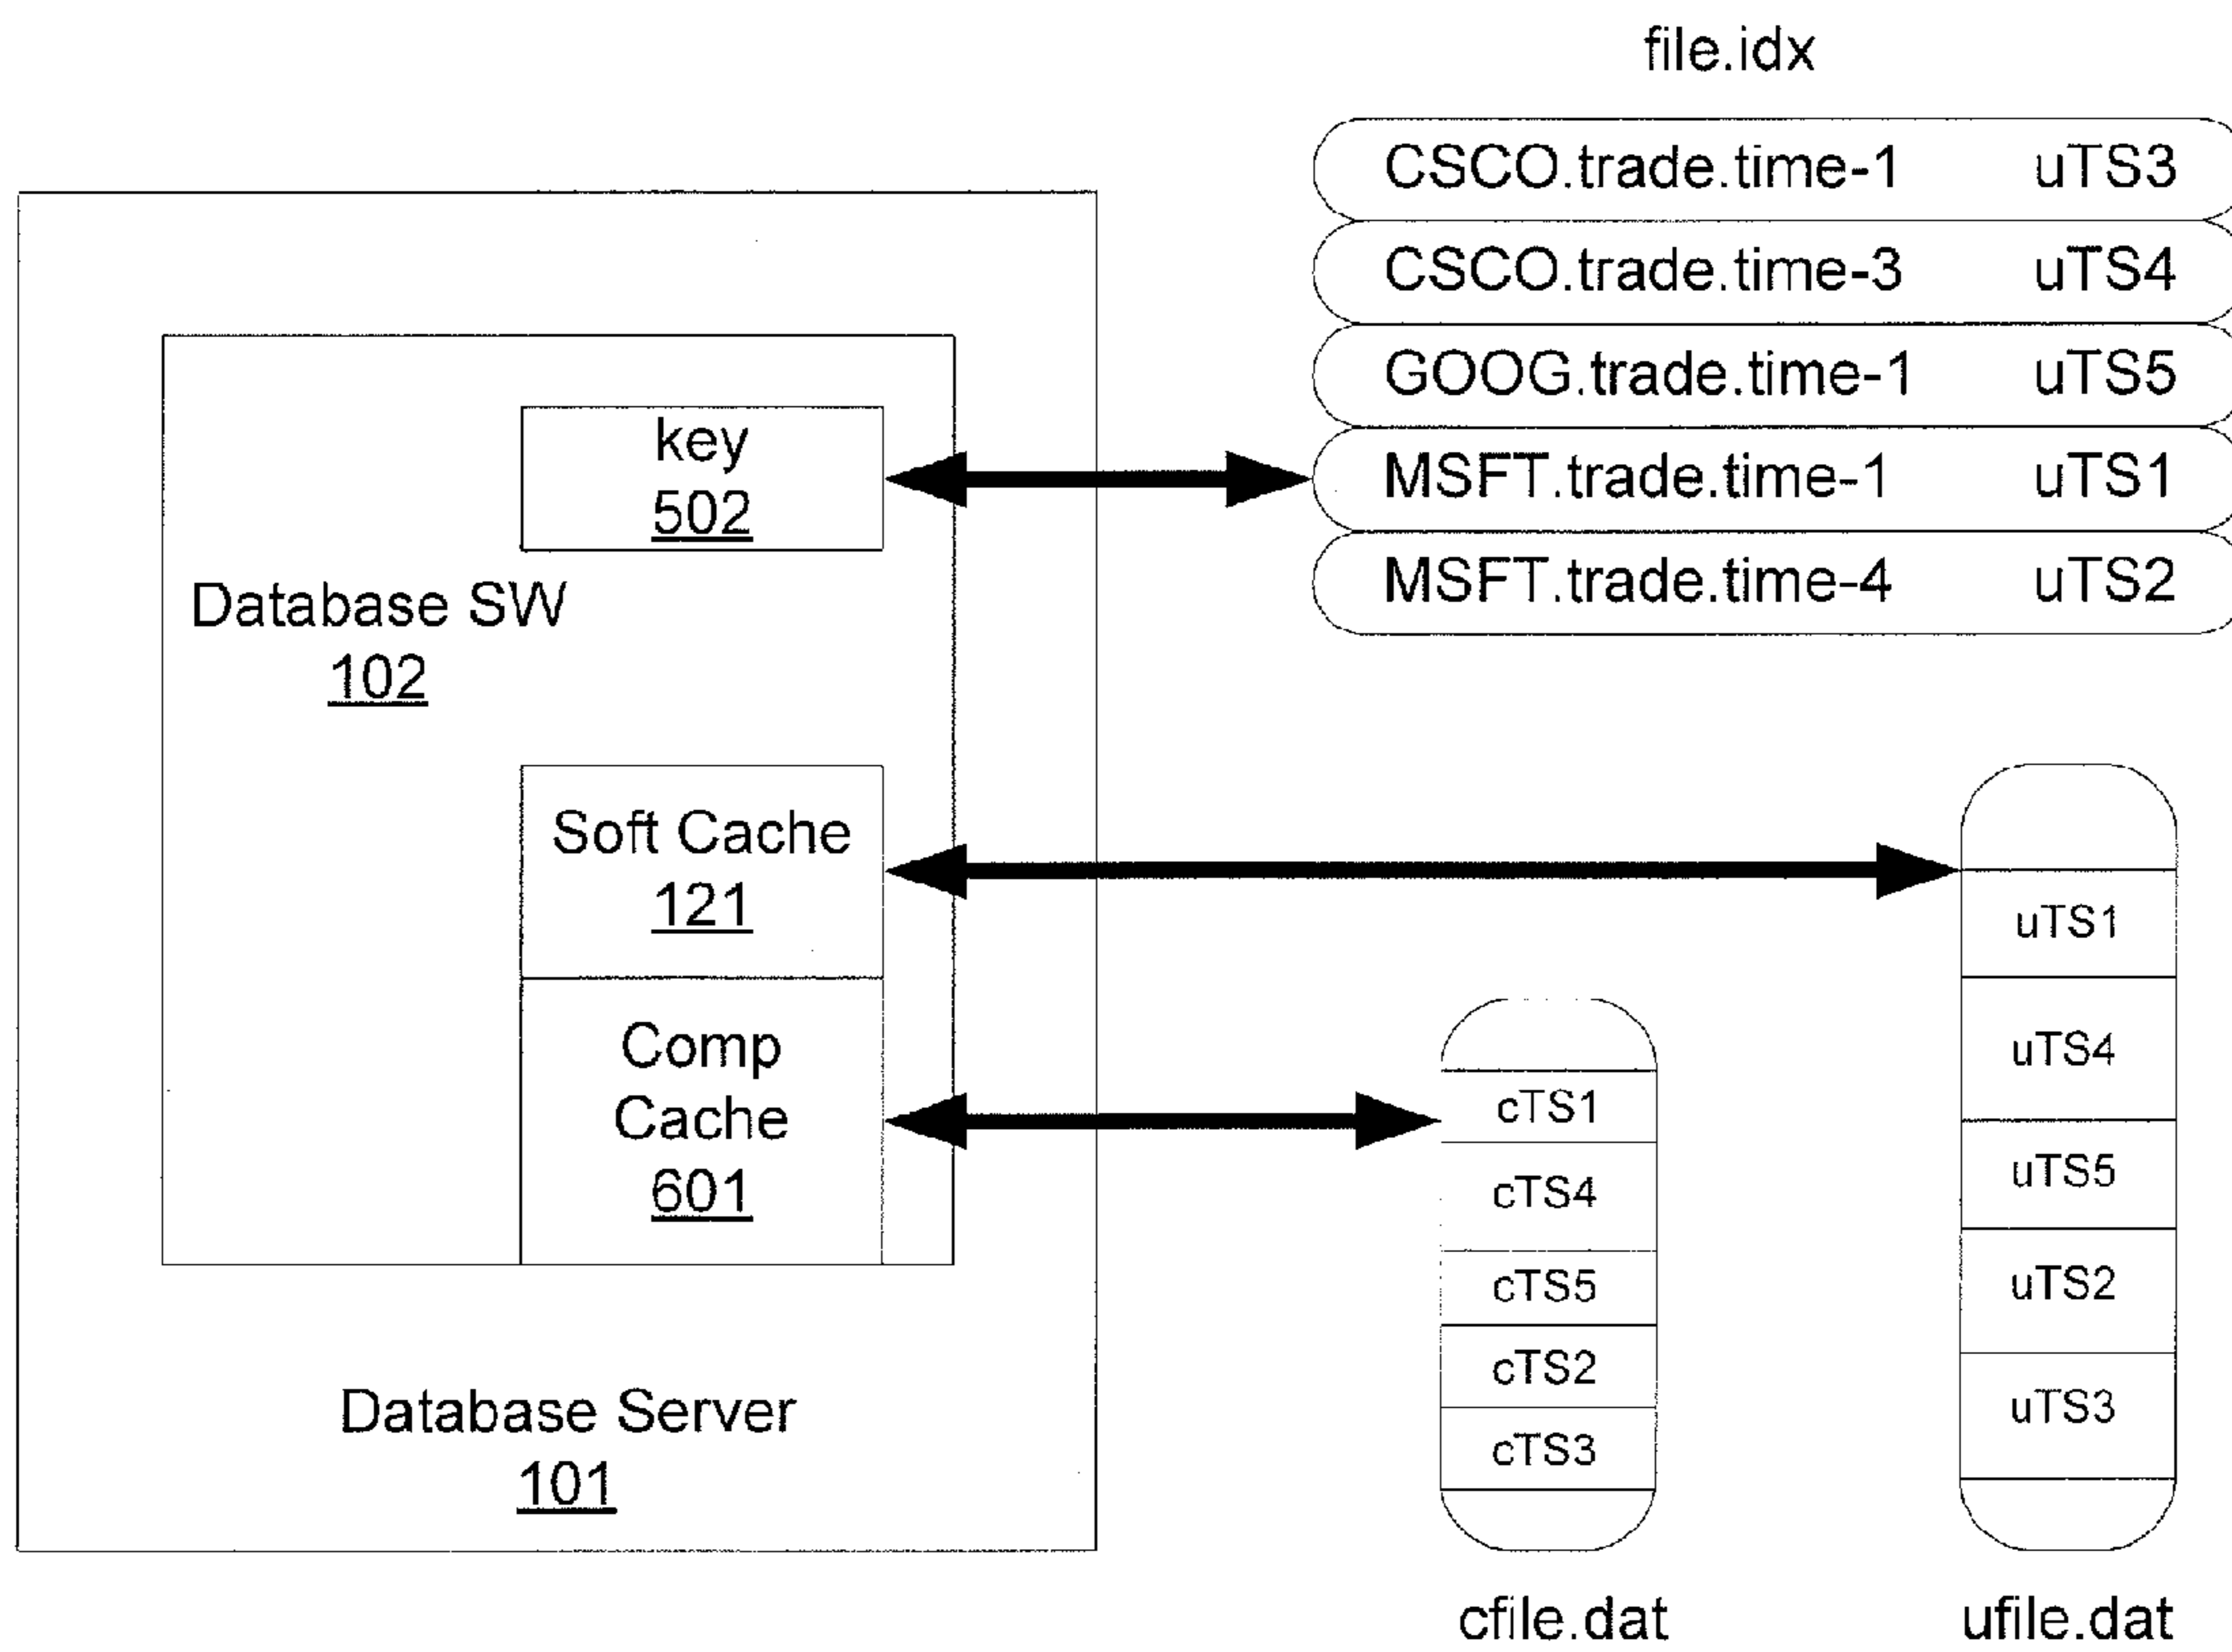 file.idx
CSCO.trade.time-1 uTS3
CSCO.trade.time-3 uTS4
GOOG.trade.time-1 uTS5
MSFT.trade.time-1 uTS1
MSFT.trade.time-4 uTS2
key
502
Database SW
102
Soft Cache
121
Comp
Cache
601
Database Server
101
cTS1
cTS4
cTS5
cTS2
cTS3
cfile.dat
uTS1
uTS4
uTS5
uTS2
uTS3
ufile.dat